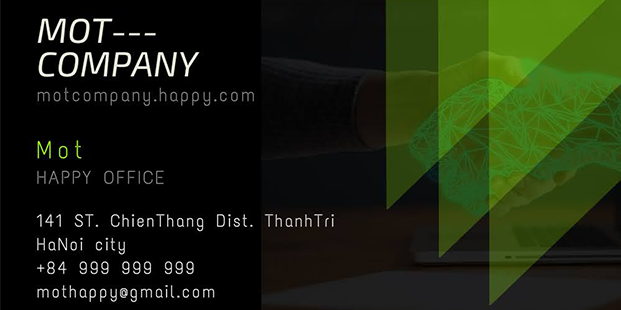 MOT---
COMPANY
motcompany.happy.com
Mot
HAPPY OFFICE
141 ST. ChienThang Dist. ThanhTri
HaNoi city
+84 999 999 999
mothappy@gmail.com